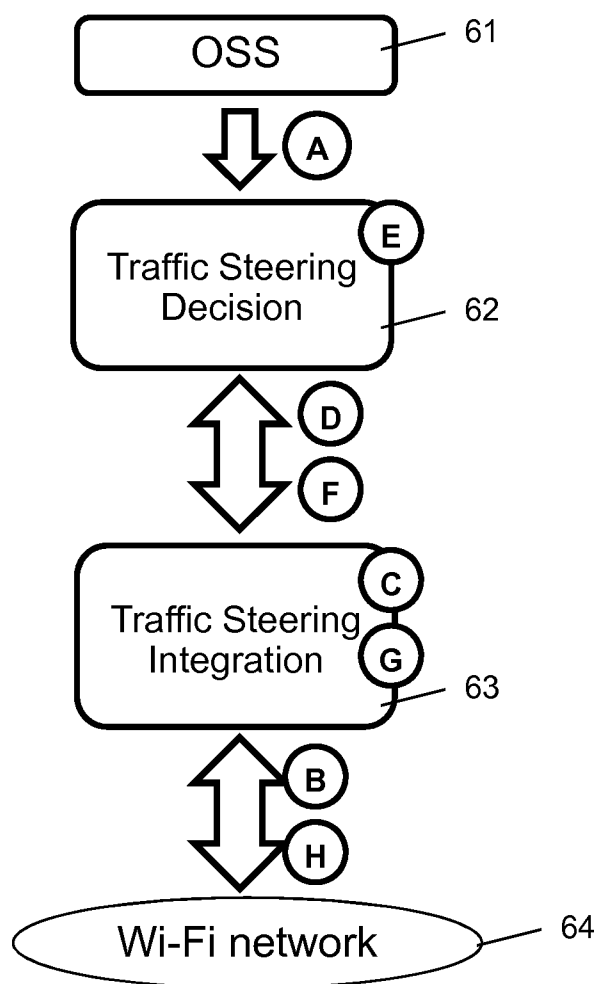 OSS
61
A
Traffic Steering
Decision
E
62
D
F
Traffic Steering
Integration
C
G
63
B
H
Wi-Fi network
64